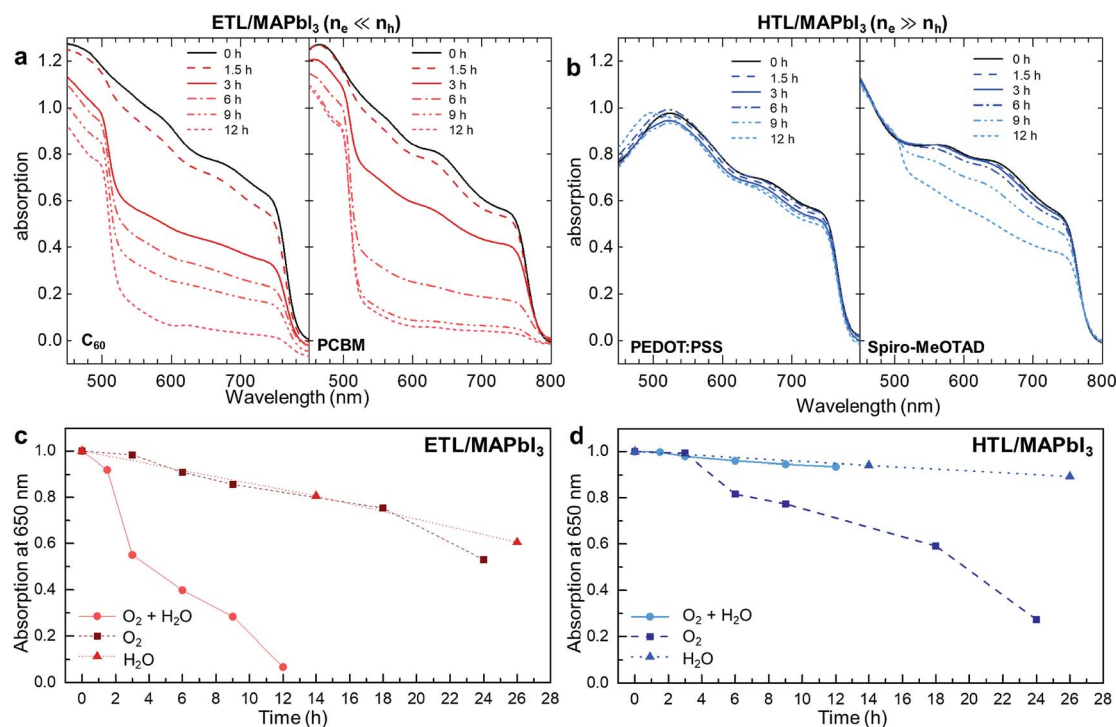 ETL/MAPbI₃ (nₑ ≪ nₕ)
HTL/MAPbI₃ (nₑ ≫ nₕ)
a
0 h
1.5 h
3 h
6 h
9 h
12 h
C₆₀
0 h
1.5 h
3 h
6 h
9 h
12 h
PCBM
absorption
1.2
1.0
0.8
0.6
0.4
0.2
0.0
500 600 700 500 600 700 800
Wavelength (nm)
b
0 h
1.5 h
3 h
6 h
9 h
12 h
PEDOT:PSS
0 h
1.5 h
3 h
6 h
9 h
12 h
Spiro-MeOTAD
absorption
1.2
1.0
0.8
0.6
0.4
0.2
0.0
500 600 700 500 600 700 800
Wavelength (nm)
c
ETL/MAPbI₃
Absorption at 650 nm
1.0
0.8
0.6
0.4
0.2
0.0
O₂ + H₂O
O₂
H₂O
0 2 4 6 8 10 12 14 16 18 20 22 24 26 28
Time (h)
d
HTL/MAPbI₃
Absorption at 650 nm
1.0
0.8
0.6
0.4
0.2
0.0
O₂ + H₂O
O₂
H₂O
0 2 4 6 8 10 12 14 16 18 20 22 24 26 28
Time (h)